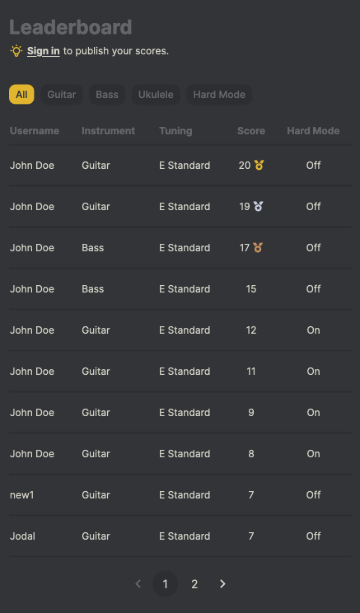 Leaderboard
Sign in to publish your scores.
All Guitar Bass Ukulele Hard Mode
Username Instrument Tuning Score Hard Mode
John Doe Guitar E Standard 20 Off
John Doe Guitar E Standard 19 Off
John Doe Bass E Standard 17 Off
John Doe Bass E Standard 15 Off
John Doe Guitar E Standard 12 On
John Doe Guitar E Standard 11 On
John Doe Guitar E Standard 9 On
John Doe Guitar E Standard 8 On
new1 Guitar E Standard 7 Off
Jodal Guitar E Standard 7 Off
1 2